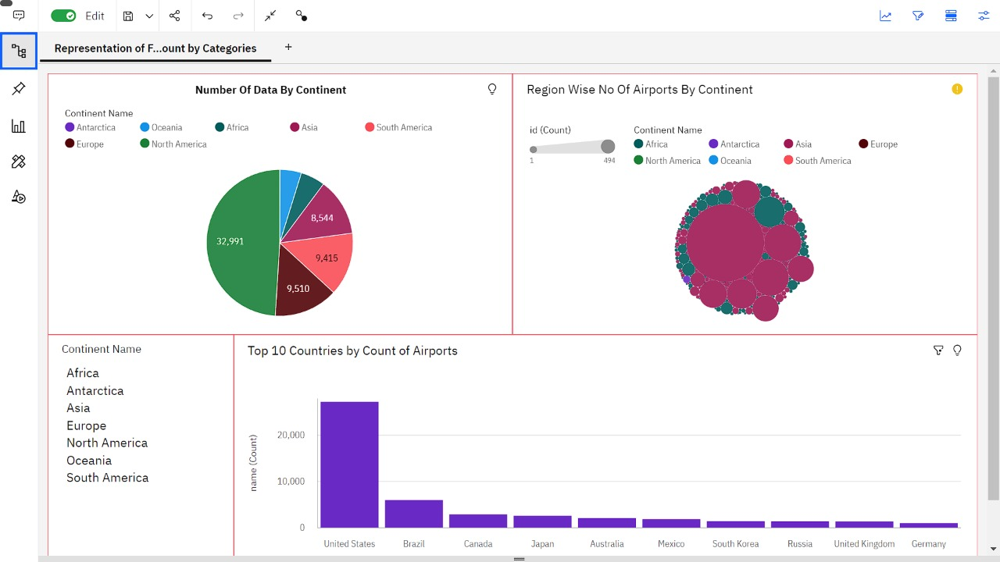 Edit
Representation of F...ount by Categories
+
Number Of Data By Continent
Continent Name
Antarctica Oceania Africa Asia South America
Europe North America
32,991
8,544
9,415
9,510
Region Wise No Of Airports By Continent
id (Count)
1 494
Continent Name
Africa Antarctica Asia Europe
North America Oceania South America
Continent Name
Africa
Antarctica
Asia
Europe
North America
Oceania
South America
Top 10 Countries by Count of Airports
name (Count)
20,000
10,000
0
United States Brazil Canada Japan Australia Mexico South Korea Russia United Kingdom Germany